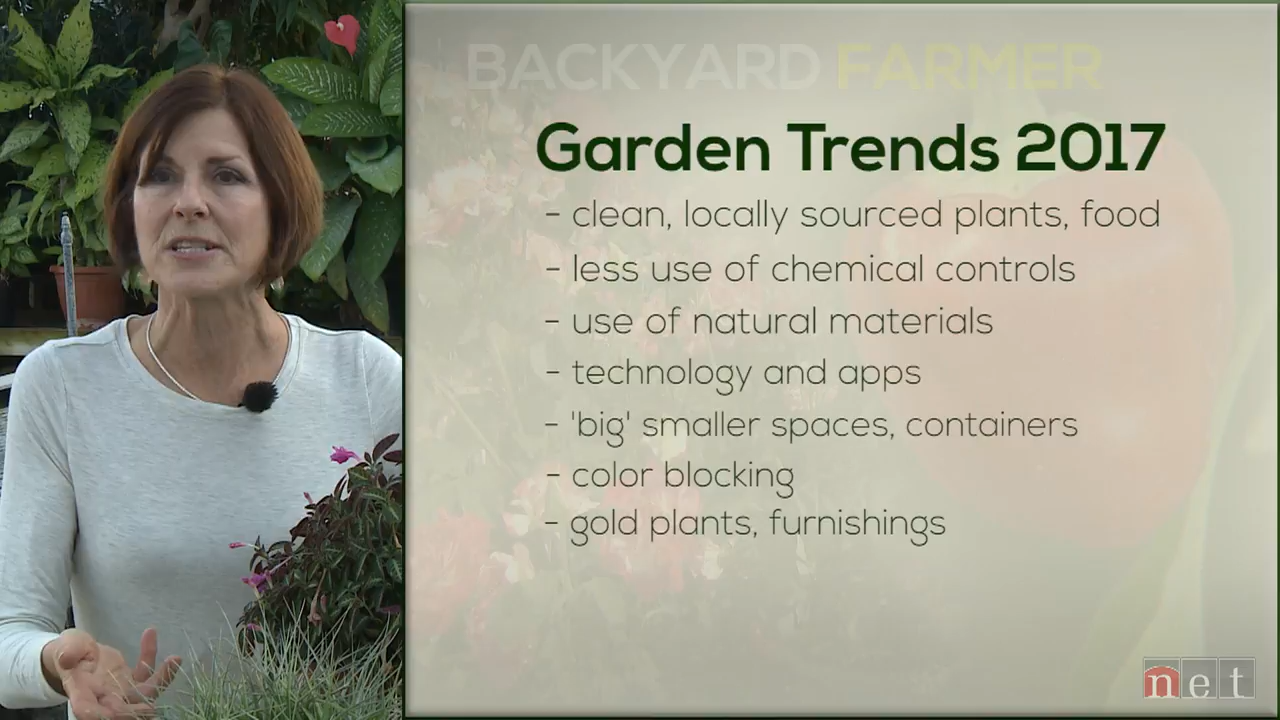 BACKYARD FARMER
Garden Trends 2017
- clean, locally sourced plants, food
- less use of chemical controls
- use of natural materials
- technology and apps
- 'big' smaller spaces, containers
- color blocking
- gold plants, furnishings
net